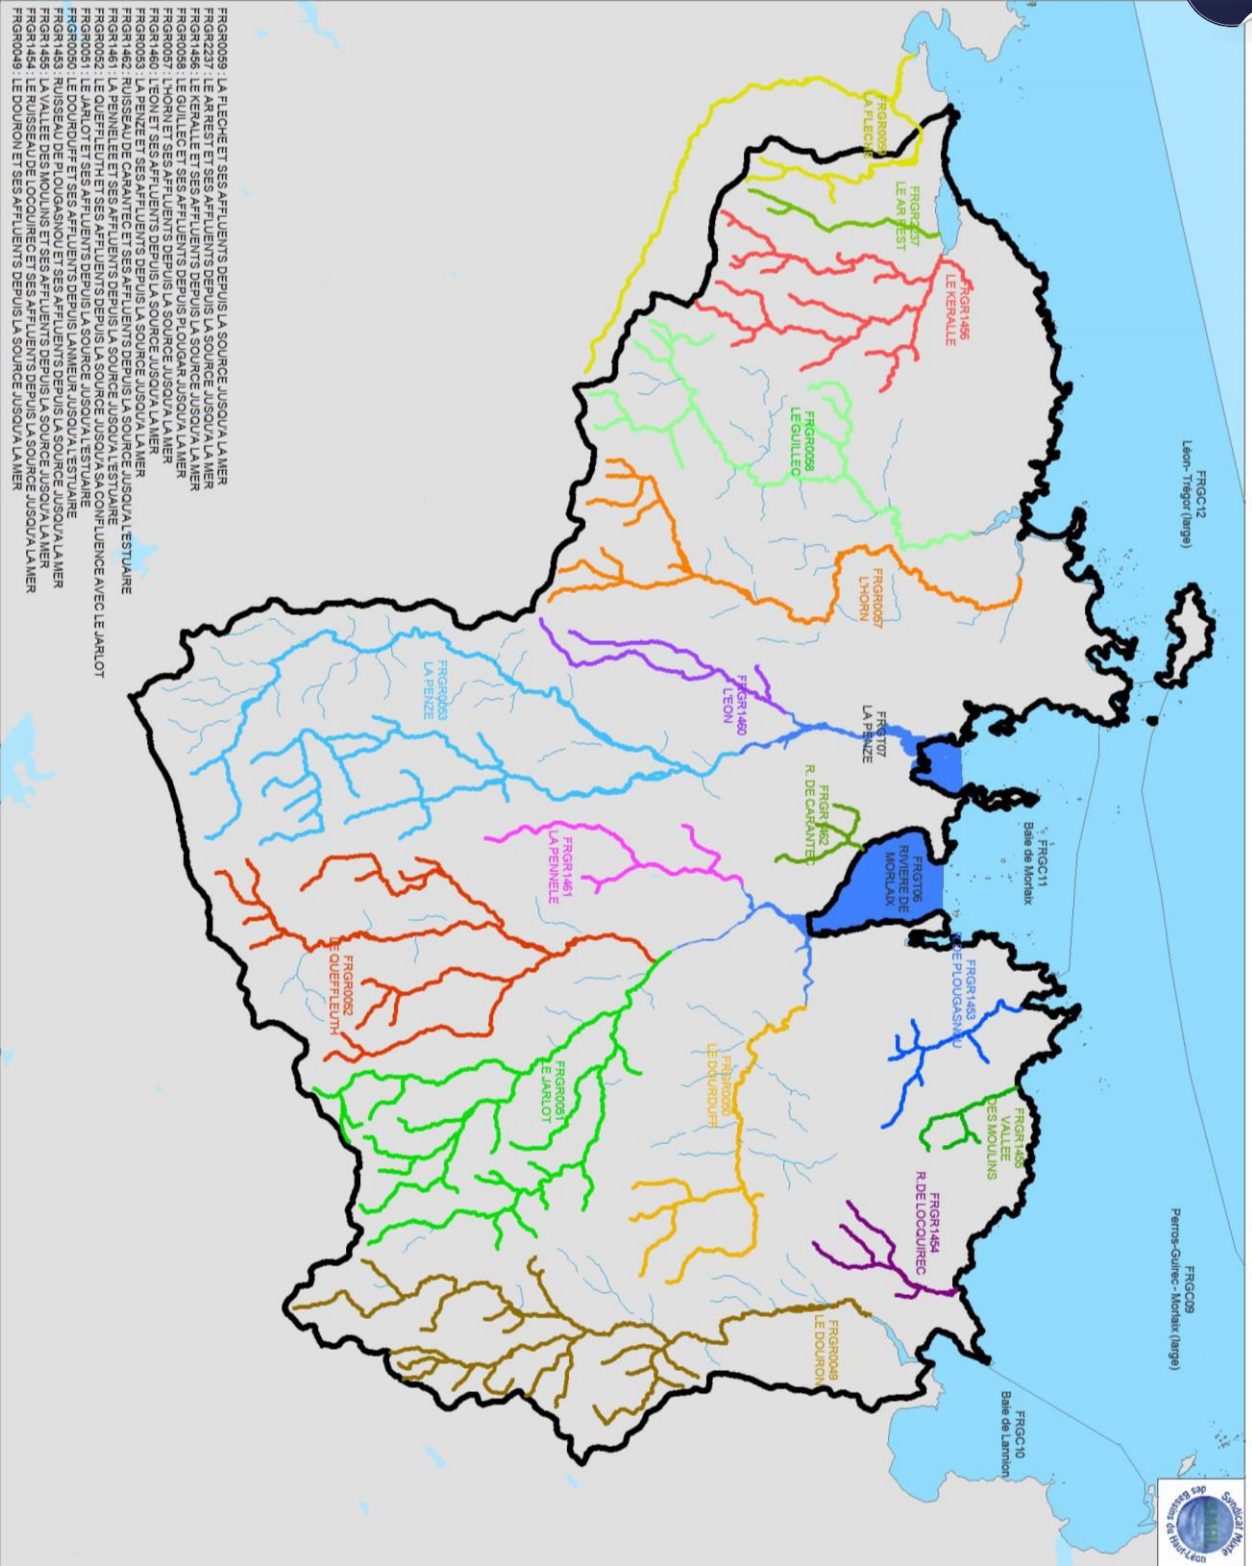 FRGC12
Léon- Trégor (large)
FRGC09
Perros-Guirec - Morlaix (large)
Syndicat Mixte
des Bassins du Haut-Léon
FRGC11
Baie de Morlaix
FRGC10
Baie de Lannion
FRGR1455
VALLEE
DES MOULINS
FRGR1456
LE KERALLE
FRGR1453
DE PLOUGASNOU
FRGR1454
R.DE LOCQUIREC
FRGR2237
LE AR REST
FRGT06
RIVIERE DE
MORLAIX
FRGR0059
LA FLECHE
FRGR0057
L'HORN
FRGT07
LA PENZE
FRGR0058
LE GUILLEC
FRGR1462
R. DE CARANTEC
FRGR0049
LE DOURON
FRGR1460
L'EON
FRGR0050
LE DOURDUFF
FRGR1461
LA PENNELE
FRGR0051
LE JARLOT
FRGR0053
LA PENZE
FRGR0052
LE QUEFFLEUTH
FRGR0059 : LA FLECHE ET SES AFFLUENTS DEPUIS LA SOURCE JUSQU'A LA MER
FRGR2237 : LE AR REST ET SES AFFLUENTS DEPUIS LA SOURCE JUSQU'A LA MER
FRGR1456 : LE KERALLE ET SES AFFLUENTS DEPUIS LA SOURCE JUSQU'A LA MER
FRGR0058 : LE GUILLEC ET SES AFFLUENTS DEPUIS PLOUGAR JUSQU'A LA MER
FRGR0057 : L'HORN ET SES AFFLUENTS DEPUIS LA SOURCE JUSQU'A LA MER
FRGR1460 : L'EON ET SES AFFLUENTS DEPUIS LA SOURCE JUSQU'A LA MER
FRGR0053 : LA PENZE ET SES AFFLUENTS DEPUIS LA SOURCE JUSQU'A LA MER
FRGR1462 : RUISSEAU DE CARANTEC ET SES AFFLUENTS DEPUIS LA SOURCE JUSQU'A L'ESTUAIRE
FRGR1461 : LA PENNELE ET SES AFFLUENTS DEPUIS LA SOURCE JUSQU'A L'ESTUAIRE
FRGR0052 : LE QUEFFLEUTH ET SES AFFLUENTS DEPUIS LA SOURCE JUSQU'A SA CONFLUENCE AVEC LE JARLOT
FRGR0051 : LE JARLOT ET SES AFFLUENTS DEPUIS LA SOURCE JUSQU'A L'ESTUAIRE
FRGR0050 : LE DOURDUFF ET SES AFFLUENTS DEPUIS LANMEUR JUSQU'A L'ESTUAIRE
FRGR1453 : RUISSEAU DE PLOUGASNOU ET SES AFFLUENTS DEPUIS LA SOURCE JUSQU'A LA MER
FRGR1455 : LA VALLEE DES MOULINS ET SES AFFLUENTS DEPUIS LA SOURCE JUSQU'A LA MER
FRGR1454 : LE RUISSEAU DE LOCQUIREC ET SES AFFLUENTS DEPUIS LA SOURCE JUSQU'A LA MER
FRGR0049 : LE DOURON ET SES AFFLUENTS DEPUIS LA SOURCE JUSQU'A LA MER